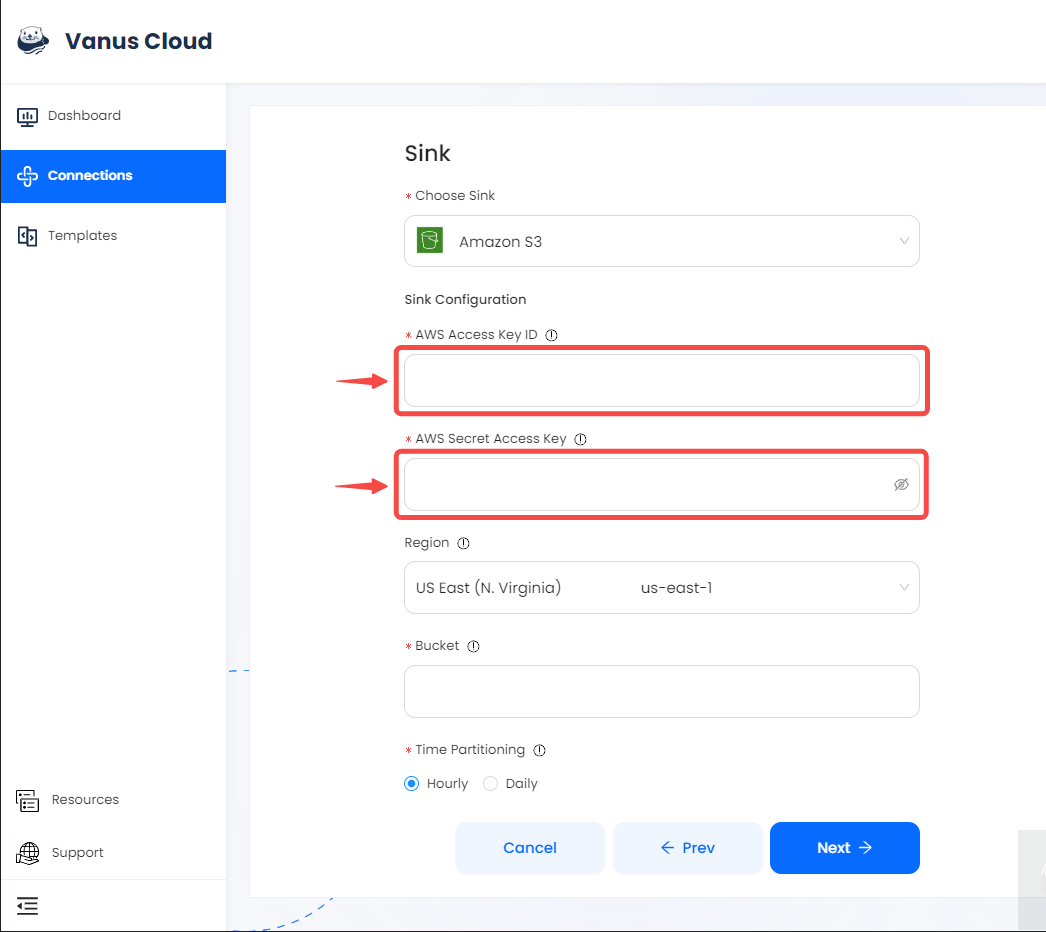 Vanus Cloud
Dashboard
Connections
Templates
Resources
Support
Sink
* Choose Sink
Amazon S3
Sink Configuration
* AWS Access Key ID
* AWS Secret Access Key
Region
US East (N. Virginia) us-east-1
* Bucket
* Time Partitioning
Hourly Daily
Cancel ← Prev Next →